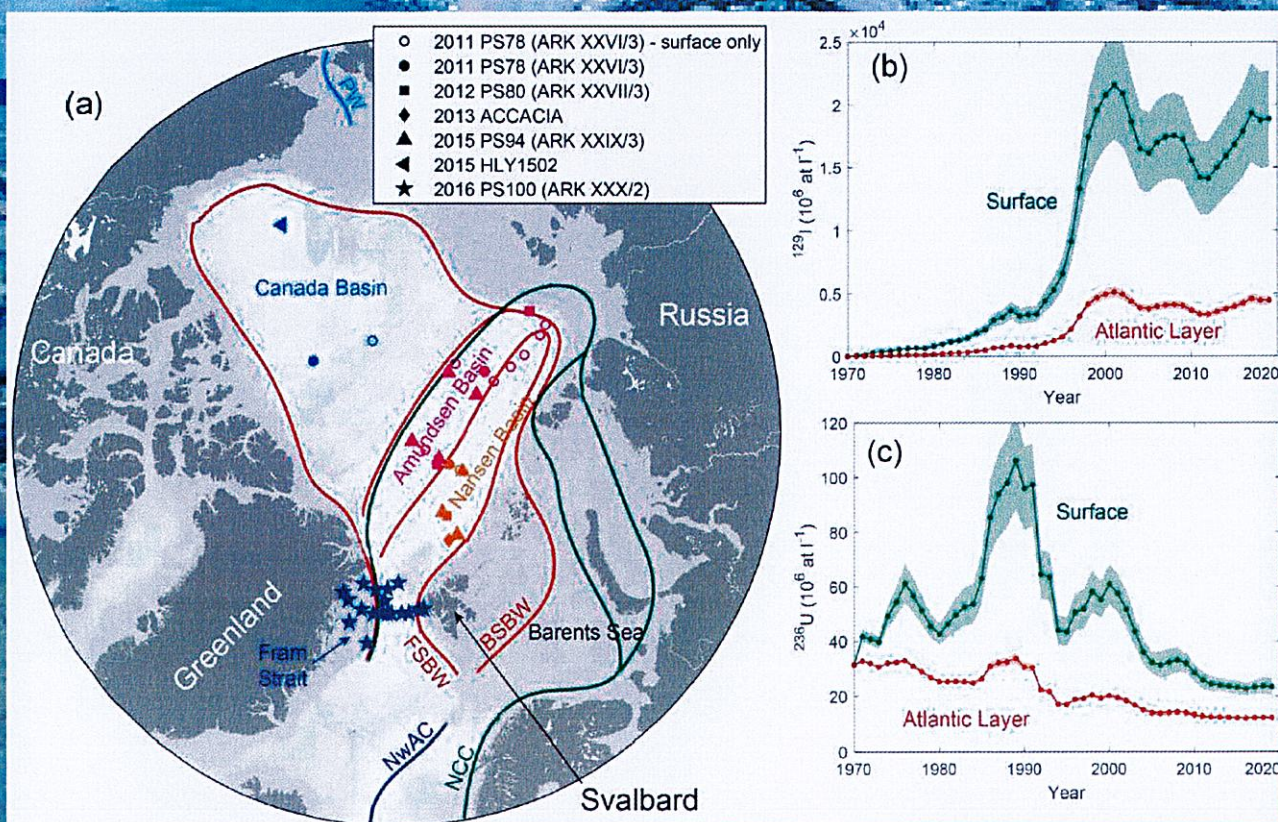 (a)
2011 PS78 (ARK XXVI/3) - surface only
2011 PS78 (ARK XXVI/3)
2012 PS80 (ARK XXVII/3)
2013 ACCACIA
2015 PS94 (ARK XXIX/3)
2015 HLY1502
2016 PS100 (ARK XXX/2)
PW
Canada Basin
Canada
Russia
Amundsen Basin
Nansen Basin
Greenland
Fram
Strait
FSBW
BSBW
Barents Sea
NwAC
NCC
Svalbard
(b)
×10⁴
2.5
2
1.5
1
0.5
0
¹²⁹I (10⁶ at l⁻¹)
Surface
Atlantic Layer
1970 1980 1990 2000 2010 2020
Year
(c)
120
100
80
60
40
20
0
²³⁶U (10⁶ at l⁻¹)
Surface
Atlantic Layer
1970 1980 1990 2000 2010 2020
Year